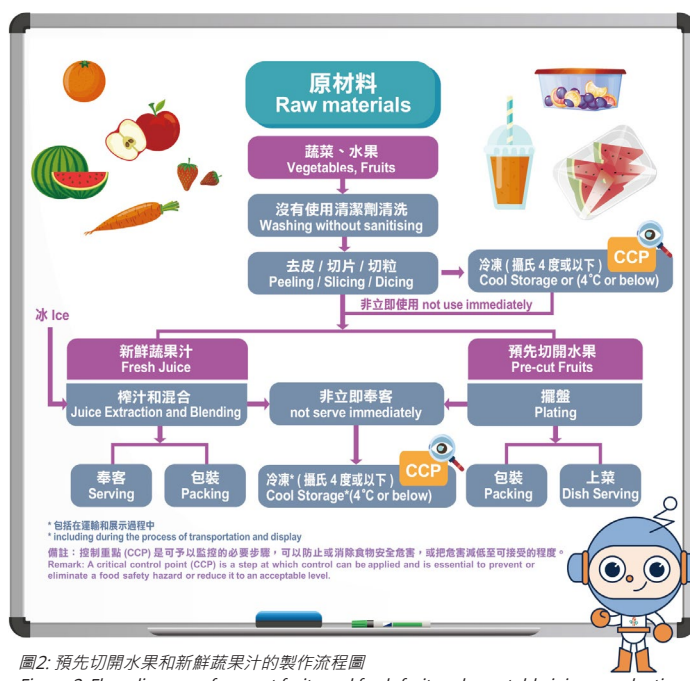 原材料
Raw materials
蔬菜、水果
Vegetables, Fruits
沒有使用清潔劑清洗
Washing without sanitising
去皮 / 切片 / 切粒
Peeling / Slicing / Dicing
CCP
冷凍 ( 攝氏 4 度或以下 )
Cool Storage or (4°C or below)
非立即使用 not use immediately
冰 Ice
新鮮蔬果汁
Fresh Juice
榨汁和混合
Juice Extraction and Blending
非立即奉客
not serve immediately
預先切開水果
Pre-cut Fruits
擺盤
Plating
奉客
Serving
包裝
Packing
CCP
冷凍* ( 攝氏 4 度或以下 )
Cool Storage*(4°C or below)
包裝
Packing
上菜
Dish Serving
* 包括在運輸和展示過程中
* including during the process of transportation and display
備註：控制重點 (CCP) 是可予以監控的必要步驟，可以防止或消除食物安全危害，或把危害減低至可接受的程度。
Remark: A critical control point (CCP) is a step at which control can be applied and is essential to prevent or
eliminate a food safety hazard or reduce it to an acceptable level.
圖2: 預先切開水果和新鮮蔬果汁的製作流程圖